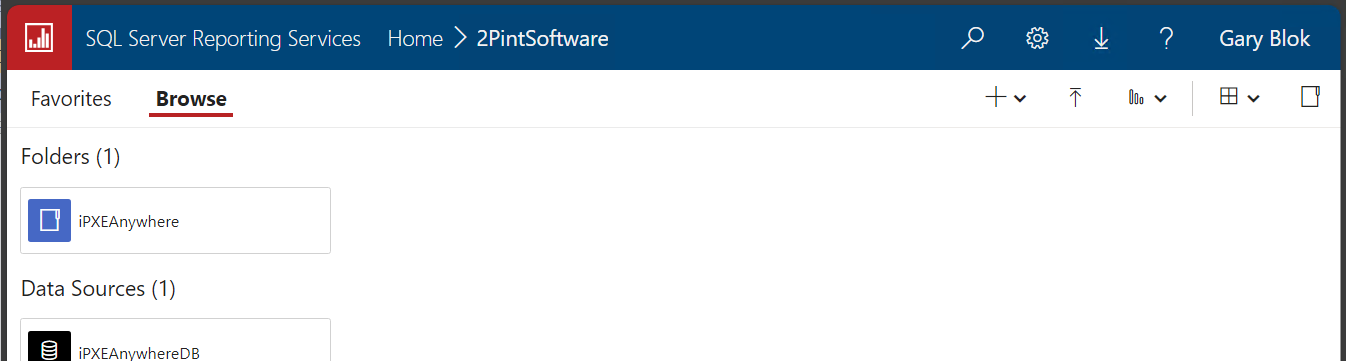 SQL Server Reporting Services Home > 2PintSoftware Gary Blok
Favorites Browse
Folders (1)
iPXEAnywhere
Data Sources (1)
iPXEAnywhereDB